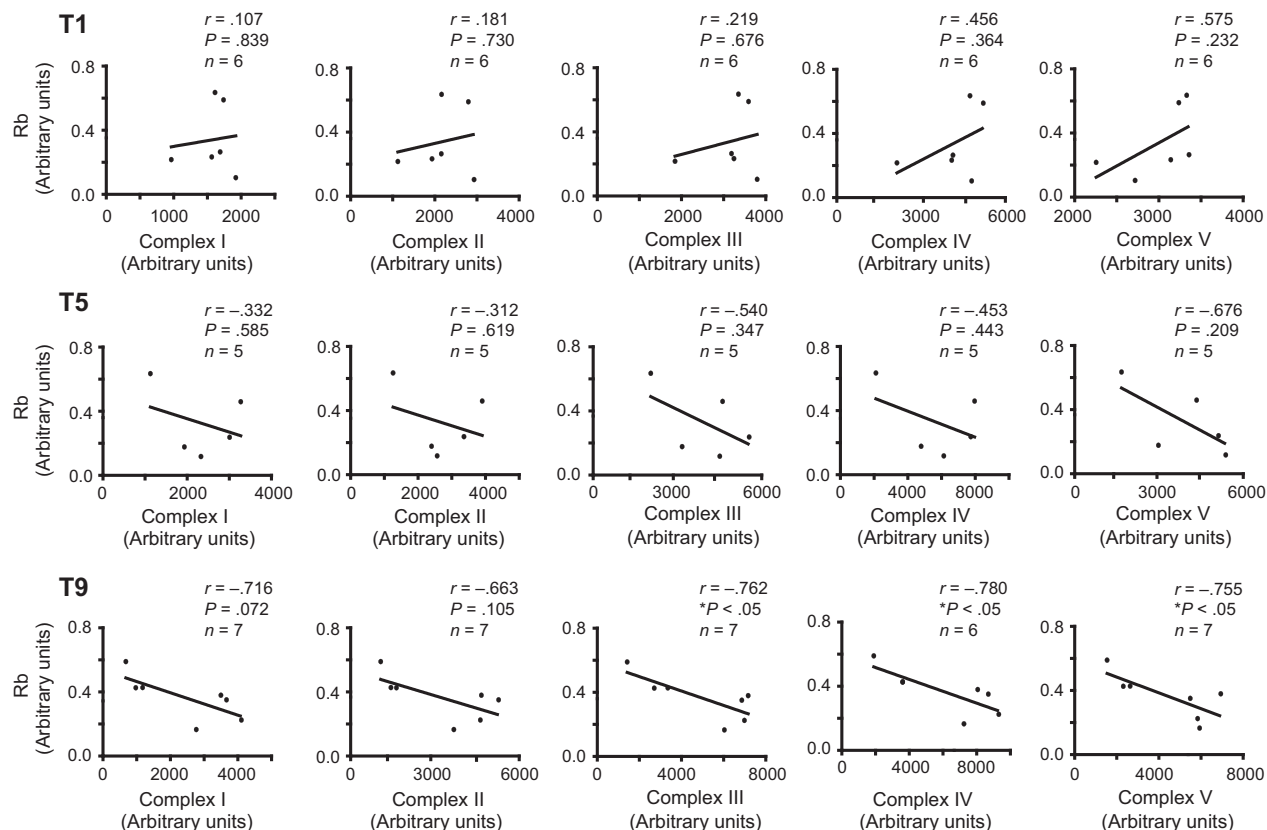 T1
r = .107
P = .839
n = 6
r = .181
P = .730
n = 6
r = .219
P = .676
n = 6
r = .456
P = .364
n = 6
r = .575
P = .232
n = 6
Rb
(Arbitrary units)
0.8
0.4
0.0
0 1000 2000
Complex I
(Arbitrary units)
0.8
0.4
0.0
0 2000 4000
Complex II
(Arbitrary units)
0.8
0.4
0.0
0 2000 4000
Complex III
(Arbitrary units)
0.8
0.4
0.0
0 3000 6000
Complex IV
(Arbitrary units)
0.8
0.4
0.0
2000 3000 4000
Complex V
(Arbitrary units)
T5
r = –.332
P = .585
n = 5
r = –.312
P = .619
n = 5
r = –.540
P = .347
n = 5
r = –.453
P = .443
n = 5
r = –.676
P = .209
n = 5
Rb
(Arbitrary units)
0.8
0.4
0.0
0 2000 4000
Complex I
(Arbitrary units)
0.8
0.4
0.0
0 2000 4000
Complex II
(Arbitrary units)
0.8
0.4
0.0
0 2000 4000 6000
Complex III
(Arbitrary units)
0.8
0.4
0.0
0 4000 8000
Complex IV
(Arbitrary units)
0.8
0.4
0.0
0 3000 6000
Complex V
(Arbitrary units)
T9
r = –.716
P = .072
n = 7
r = –.663
P = .105
n = 7
r = –.762
*P < .05
n = 7
r = –.780
*P < .05
n = 6
r = –.755
*P < .05
n = 7
Rb
(Arbitrary units)
0.8
0.4
0.0
0 2000 4000
Complex I
(Arbitrary units)
0.8
0.4
0.0
0 2000 4000 6000
Complex II
(Arbitrary units)
0.8
0.4
0.0
0 4000 8000
Complex III
(Arbitrary units)
0.8
0.4
0.0
0 4000 8000
Complex IV
(Arbitrary units)
0.8
0.4
0.0
0 2000 4000 6000 8000
Complex V
(Arbitrary units)